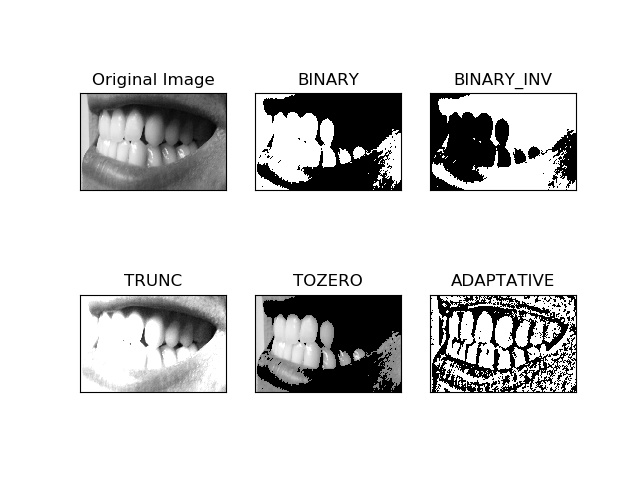 Original Image
BINARY
BINARY_INV
TRUNC
TOZERO
ADAPTATIVE